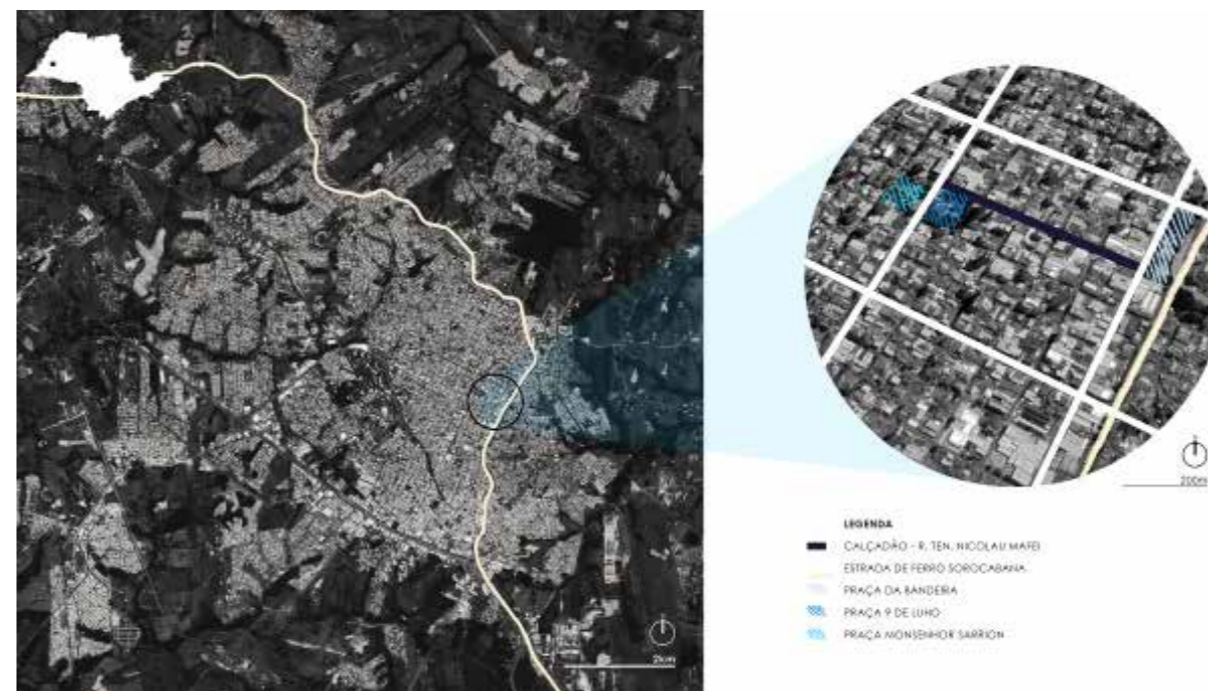 2km
200m
LEGENDA
CALÇADÃO - R. TEN. NICOLAU MAFEI
ESTRADA DE FERRO SOROCABANA
PRAÇA DA BANDEIRA
PRAÇA 9 DE LUHO
PRAÇA MONSENHOR SARRION